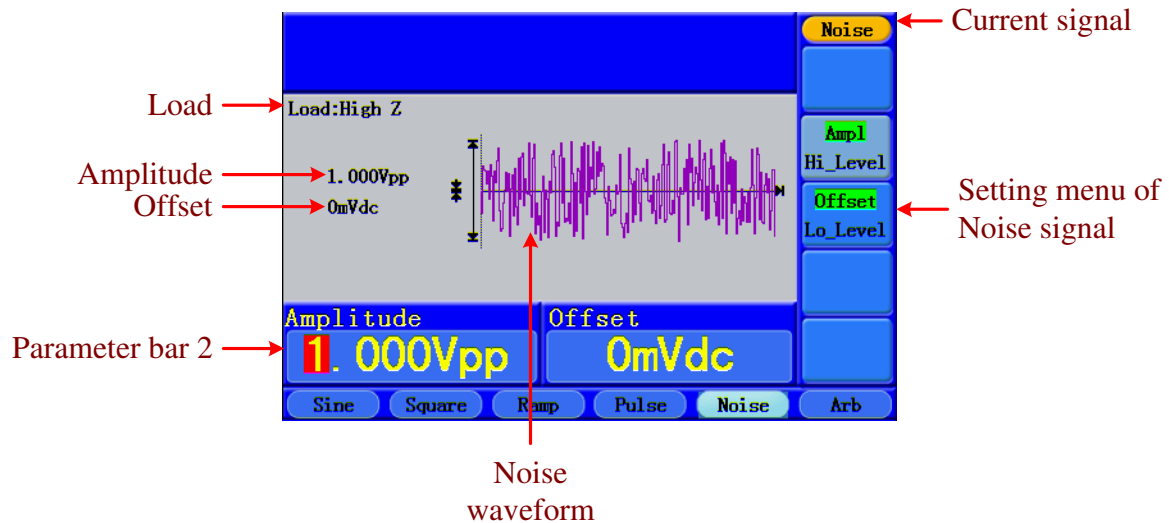 Noise
Current signal
Load
Load:High Z
Ampl
Hi_Level
Amplitude
1.000Vpp
Offset
0mVdc
Offset
Lo_Level
Setting menu of
Noise signal
Amplitude
Offset
Parameter bar 2
1.000Vpp
0mVdc
Sine
Square
Ramp
Pulse
Noise
Arb
Noise
waveform